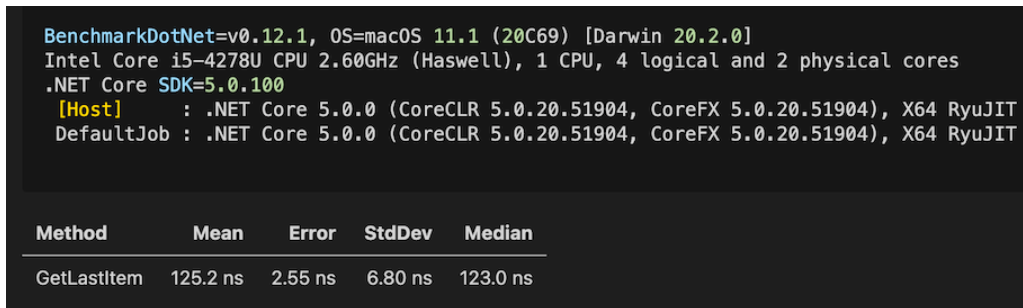 BenchmarkDotNet=v0.12.1, OS=macOS 11.1 (20C69) [Darwin 20.2.0]
Intel Core i5-4278U CPU 2.60GHz (Haswell), 1 CPU, 4 logical and 2 physical cores
.NET Core SDK=5.0.100
[Host]     : .NET Core 5.0.0 (CoreCLR 5.0.20.51904, CoreFX 5.0.20.51904), X64 RyuJIT
DefaultJob : .NET Core 5.0.0 (CoreCLR 5.0.20.51904, CoreFX 5.0.20.51904), X64 RyuJIT
Method Mean Error StdDev Median
GetLastItem 125.2 ns 2.55 ns 6.80 ns 123.0 ns